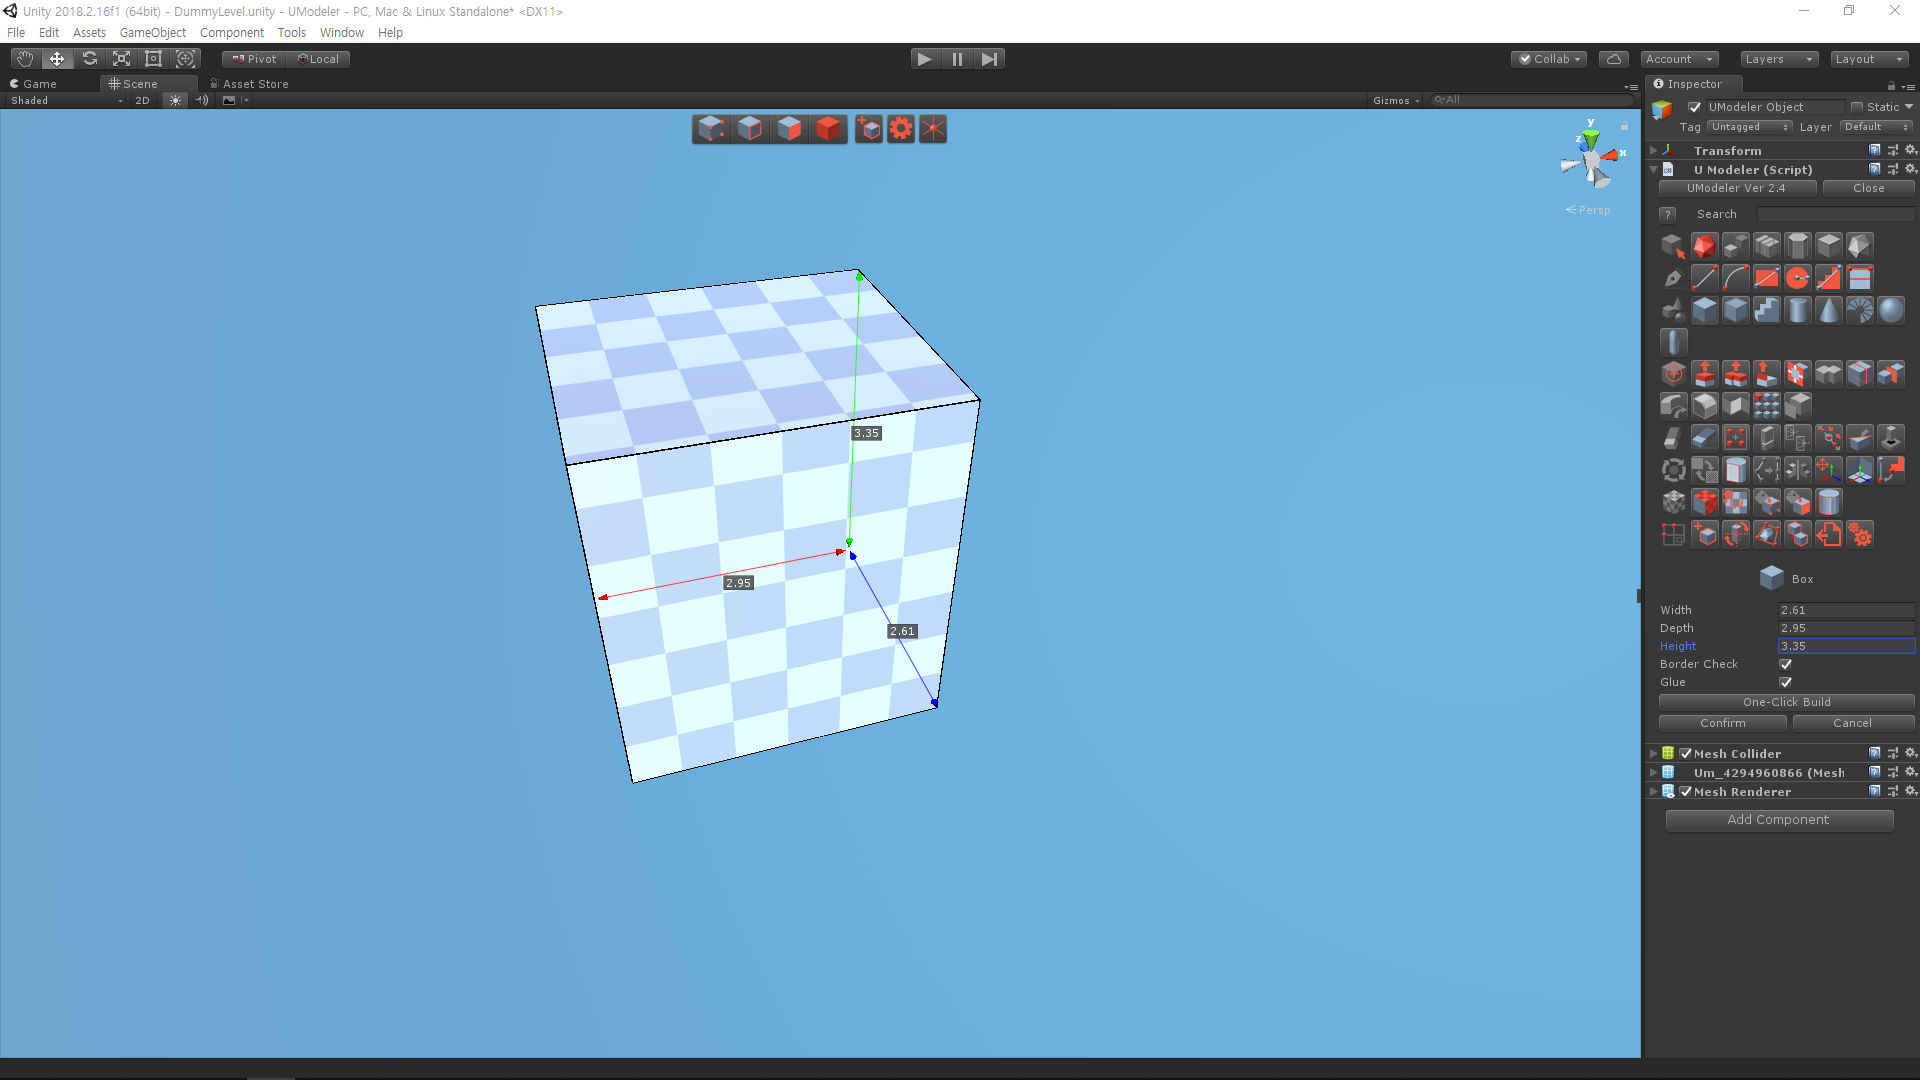 Unity 2018.2.16f1 (64bit) - DummyLevel.unity - UModeler - PC, Mac & Linux Standalone* <DX11>
File Edit Assets GameObject Component Tools Window Help
Pivot Local
Collab Account Layers Layout
Game Scene Asset Store
Inspector
Shaded 2D Gizmos All
UModeler Object Static
Tag Untagged Layer Default
y
z
x
Persp
Transform
U Modeler (Script)
UModeler Ver 2.4 Close
? Search
3.35
2.95
2.61
Box
Width 2.61
Depth 2.95
Height 3.35
Border Check
Glue
One-Click Build
Confirm Cancel
Mesh Collider
Um_4294960866 (Mesh
Mesh Renderer
Add Component